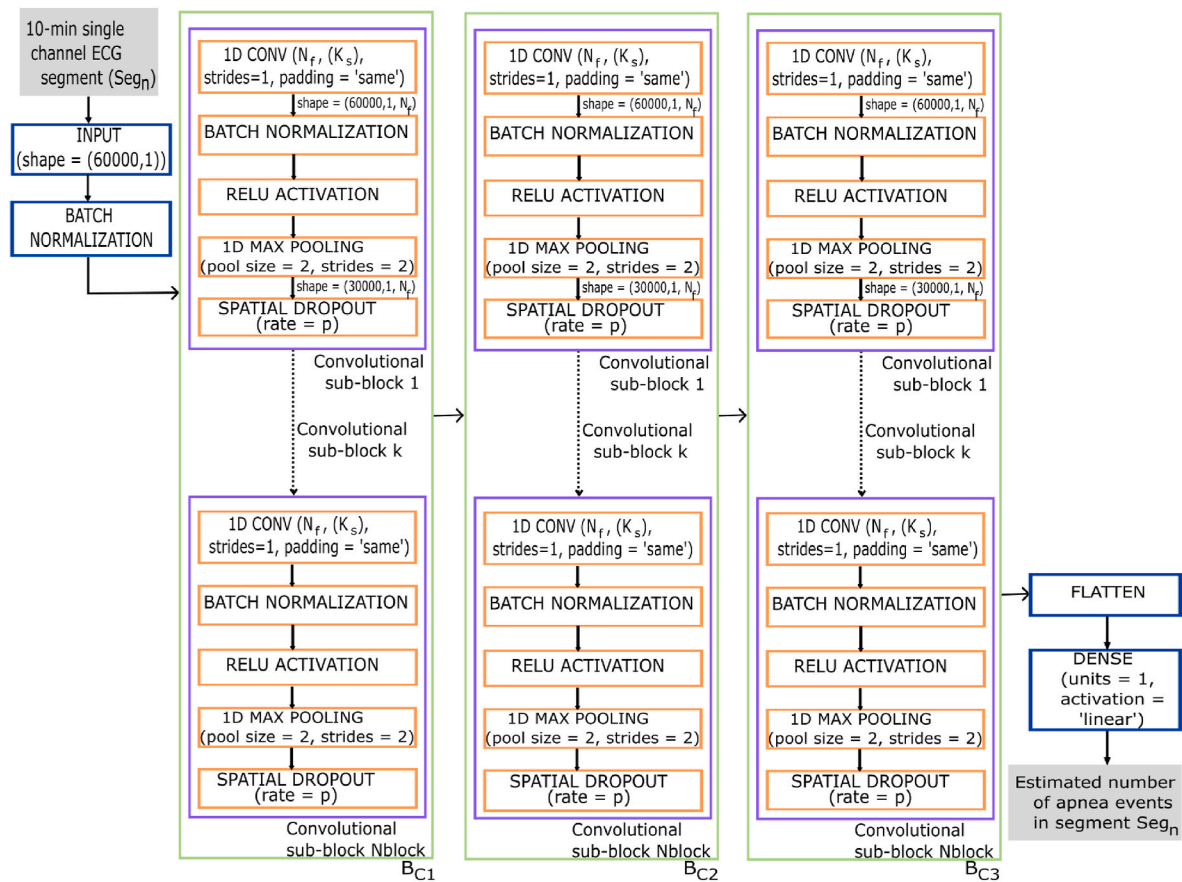 10-min single
channel ECG
segment (Segn)
INPUT
(shape = (60000,1))
BATCH
NORMALIZATION
1D CONV (Nf, (Ks),
strides=1, padding = 'same')
shape = (60000,1, Nf)
BATCH NORMALIZATION
RELU ACTIVATION
1D MAX POOLING
(pool size = 2, strides = 2)
shape = (30000,1, Nf)
SPATIAL DROPOUT
(rate = p)
Convolutional
sub-block 1
Convolutional
sub-block k
1D CONV (Nf, (Ks),
strides=1, padding = 'same')
BATCH NORMALIZATION
RELU ACTIVATION
1D MAX POOLING
(pool size = 2, strides = 2)
SPATIAL DROPOUT
(rate = p)
Convolutional
sub-block Nblock
BC1
1D CONV (Nf, (Ks),
strides=1, padding = 'same')
shape = (60000,1, Nf)
BATCH NORMALIZATION
RELU ACTIVATION
1D MAX POOLING
(pool size = 2, strides = 2)
shape = (30000,1, Nf)
SPATIAL DROPOUT
(rate = p)
Convolutional
sub-block 1
Convolutional
sub-block k
1D CONV (Nf, (Ks),
strides=1, padding = 'same')
BATCH NORMALIZATION
RELU ACTIVATION
1D MAX POOLING
(pool size = 2, strides = 2)
SPATIAL DROPOUT
(rate = p)
Convolutional
sub-block Nblock
BC2
1D CONV (Nf, (Ks),
strides=1, padding = 'same')
shape = (60000,1, Nf)
BATCH NORMALIZATION
RELU ACTIVATION
1D MAX POOLING
(pool size = 2, strides = 2)
shape = (30000,1, Nf)
SPATIAL DROPOUT
(rate = p)
Convolutional
sub-block 1
Convolutional
sub-block k
1D CONV (Nf, (Ks),
strides=1, padding = 'same')
BATCH NORMALIZATION
RELU ACTIVATION
1D MAX POOLING
(pool size = 2, strides = 2)
SPATIAL DROPOUT
(rate = p)
Convolutional
sub-block Nblock
BC3
FLATTEN
DENSE
(units = 1,
activation =
'linear')
Estimated number
of apnea events
in segment Segn